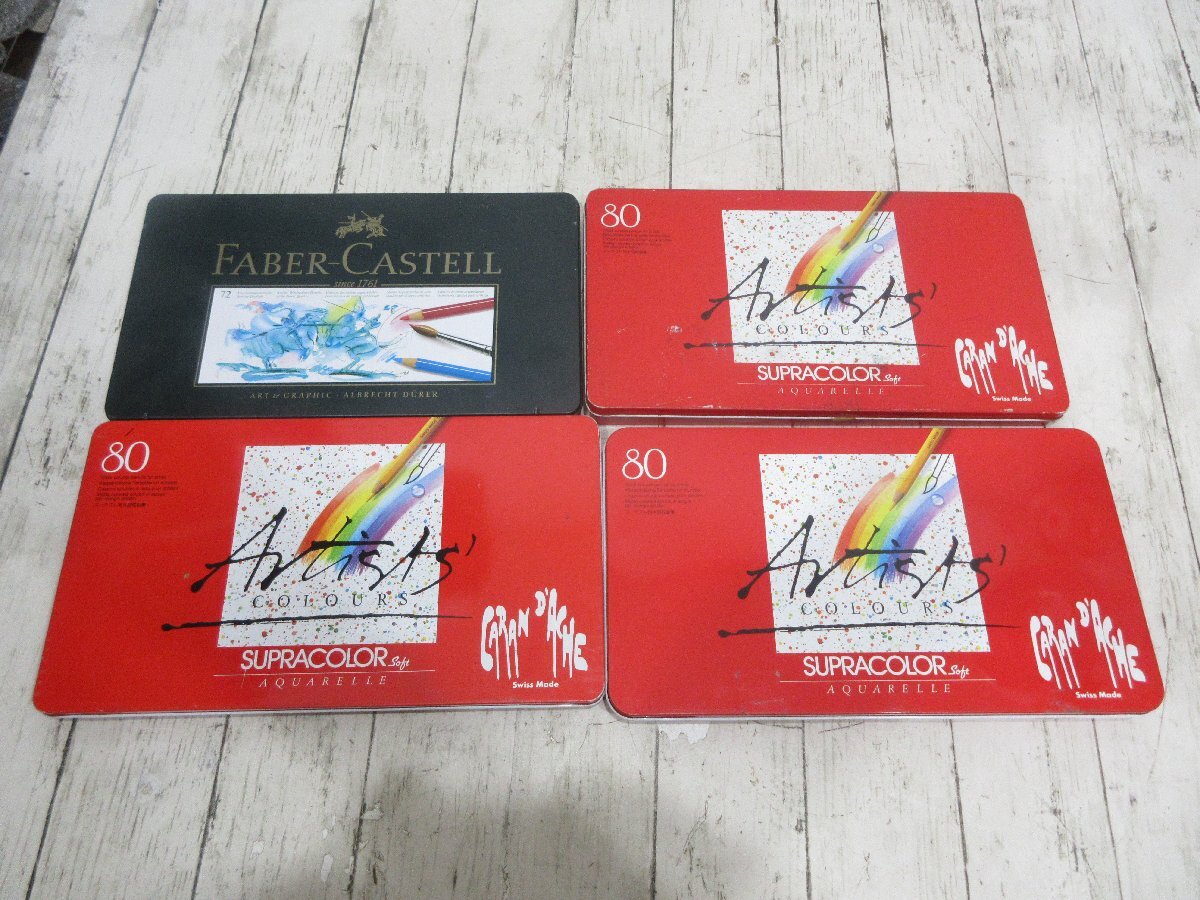 FABER-CASTELL
since 1761
72
ART & GRAPHIC · ALBRECHT DÜRER
80
Artists'
COLOURS
SUPRACOLOR Soft
AQUARELLE
CARAN D'ACHE
Swiss Made
80
Artists'
COLOURS
SUPRACOLOR Soft
AQUARELLE
CARAN D'ACHE
Swiss Made
80
Artists'
COLOURS
SUPRACOLOR Soft
AQUARELLE
CARAN D'ACHE
Swiss Made